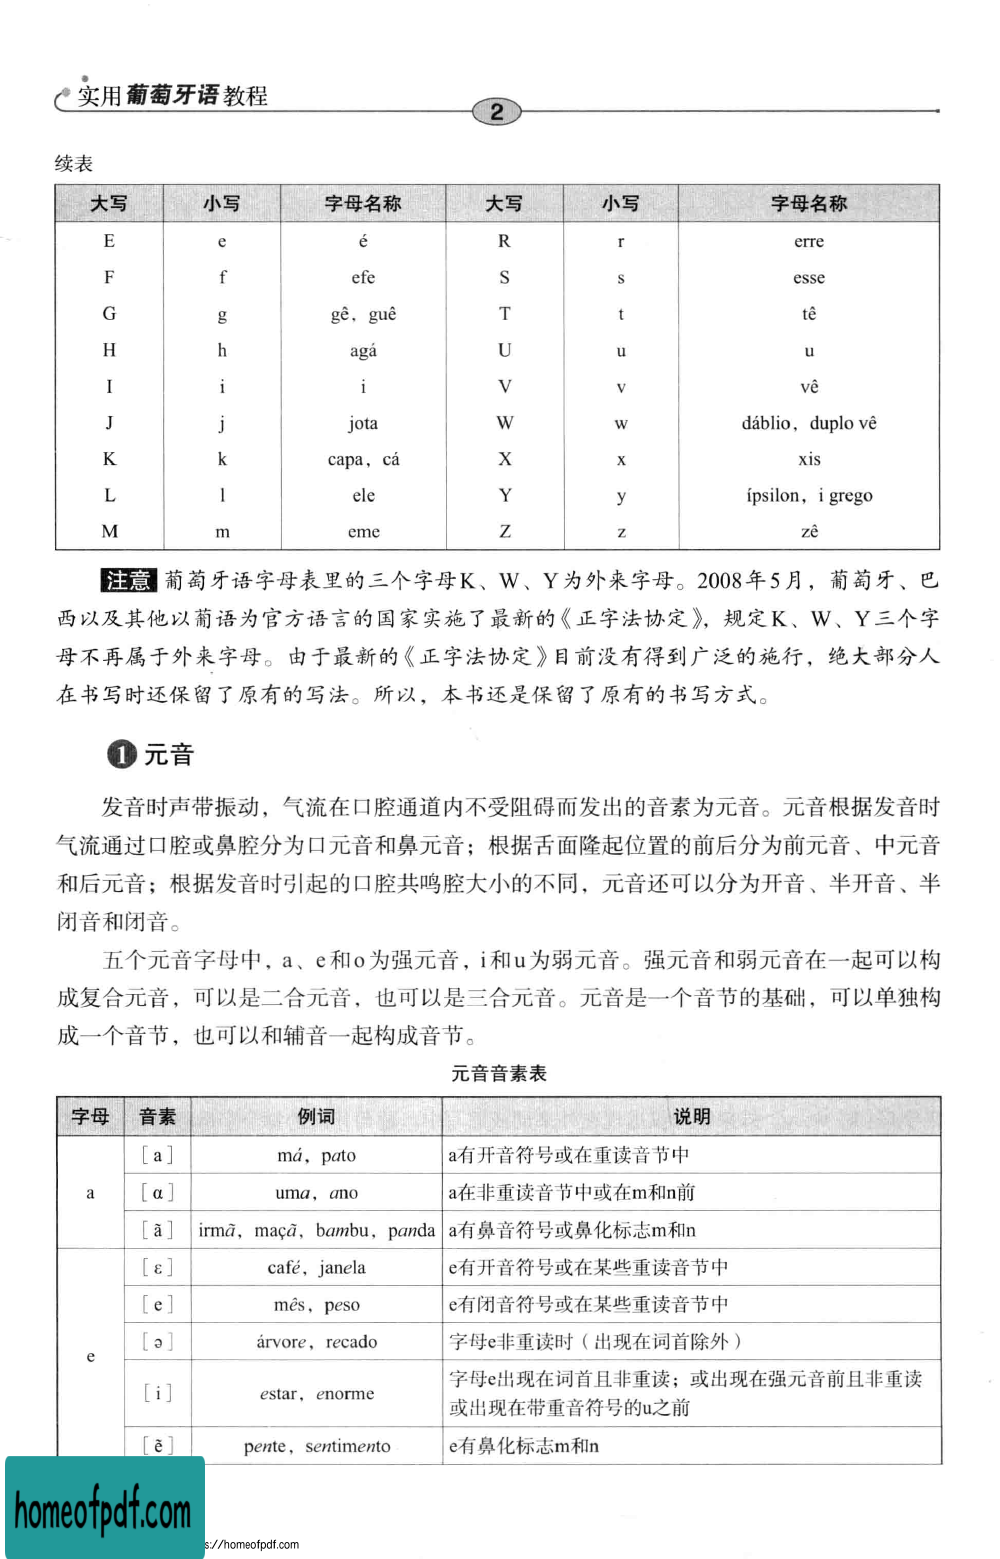 实用葡萄牙语教程
2
续表
大写 小写 字母名称 大写 小写 字母名称
E e é R r erre
F f efe S s esse
G g gê，guê T t tê
H h agá U u u
I i i V v vê
J j jota W w dáblio，duplo vê
K k capa，cá X x xis
L l ele Y y ípsilon，i grego
M m eme Z z zê
注意 葡萄牙语字母表里的三个字母K、W、Y为外来字母。2008年5月，葡萄牙、巴
西以及其他以葡语为官方语言的国家实施了最新的《正字法协定》，规定K、W、Y三个字
母不再属于外来字母。由于最新的《正字法协定》目前没有得到广泛的施行，绝大部分人
在书写时还保留了原有的写法。所以，本书还是保留了原有的书写方式。
1 元音
发音时声带振动，气流在口腔通道内不受阻碍而发出的音素为元音。元音根据发音时
气流通过口腔或鼻腔分为口元音和鼻元音；根据舌面隆起位置的前后分为前元音、中元音
和后元音；根据发音时引起的口腔共鸣腔大小的不同，元音还可以分为开音、半开音、半
闭音和闭音。
五个元音字母中，a、e和o为强元音，i和u为弱元音。强元音和弱元音在一起可以构
成复合元音，可以是二合元音，也可以是三合元音。元音是一个音节的基础，可以单独构
成一个音节，也可以和辅音一起构成音节。
元音音素表
字母 音素 例词 说明
[a] má，pato a有开音符号或在重读音节中
a [ɑ] uma，ano a在非重读音节中或在m和n前
[ã] irmã，maçã，bambu，panda a有鼻音符号或鼻化标志m和n
[ε] café，janela e有开音符号或在某些重读音节中
[e] mês，peso e有闭音符号或在某些重读音节中
e [ə] árvore，recado 字母e非重读时（出现在词首除外）
[i] estar，enorme 字母e出现在词首且非重读；或出现在强元音前且非重读
或出现在带重音符号的u之前
[ẽ] pente，sentimento e有鼻化标志m和n
homeofpdf.com
s://homeofpdf.com